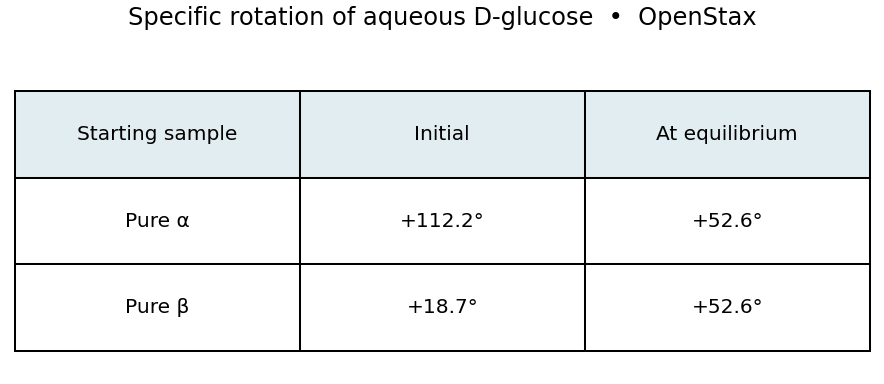 Specific rotation of aqueous D-glucose • OpenStax
Starting sample Initial At equilibrium
Pure α +112.2° +52.6°
Pure β +18.7° +52.6°